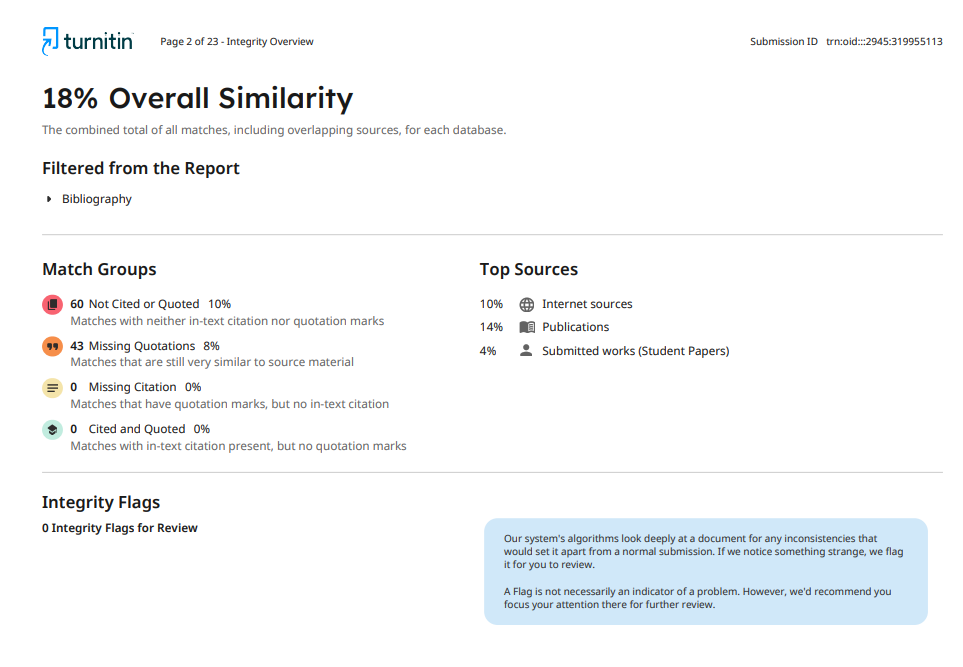 turnitin Page 2 of 23 - Integrity Overview Submission ID trn:oid:::2945:319955113
18% Overall Similarity
The combined total of all matches, including overlapping sources, for each database.
Filtered from the Report
Bibliography
Match Groups
60 Not Cited or Quoted 10%
Matches with neither in-text citation nor quotation marks
43 Missing Quotations 8%
Matches that are still very similar to source material
0 Missing Citation 0%
Matches that have quotation marks, but no in-text citation
0 Cited and Quoted 0%
Matches with in-text citation present, but no quotation marks
Top Sources
10% Internet sources
14% Publications
4% Submitted works (Student Papers)
Integrity Flags
0 Integrity Flags for Review
Our system's algorithms look deeply at a document for any inconsistencies that
would set it apart from a normal submission. If we notice something strange, we flag
it for you to review.
A Flag is not necessarily an indicator of a problem. However, we'd recommend you
focus your attention there for further review.